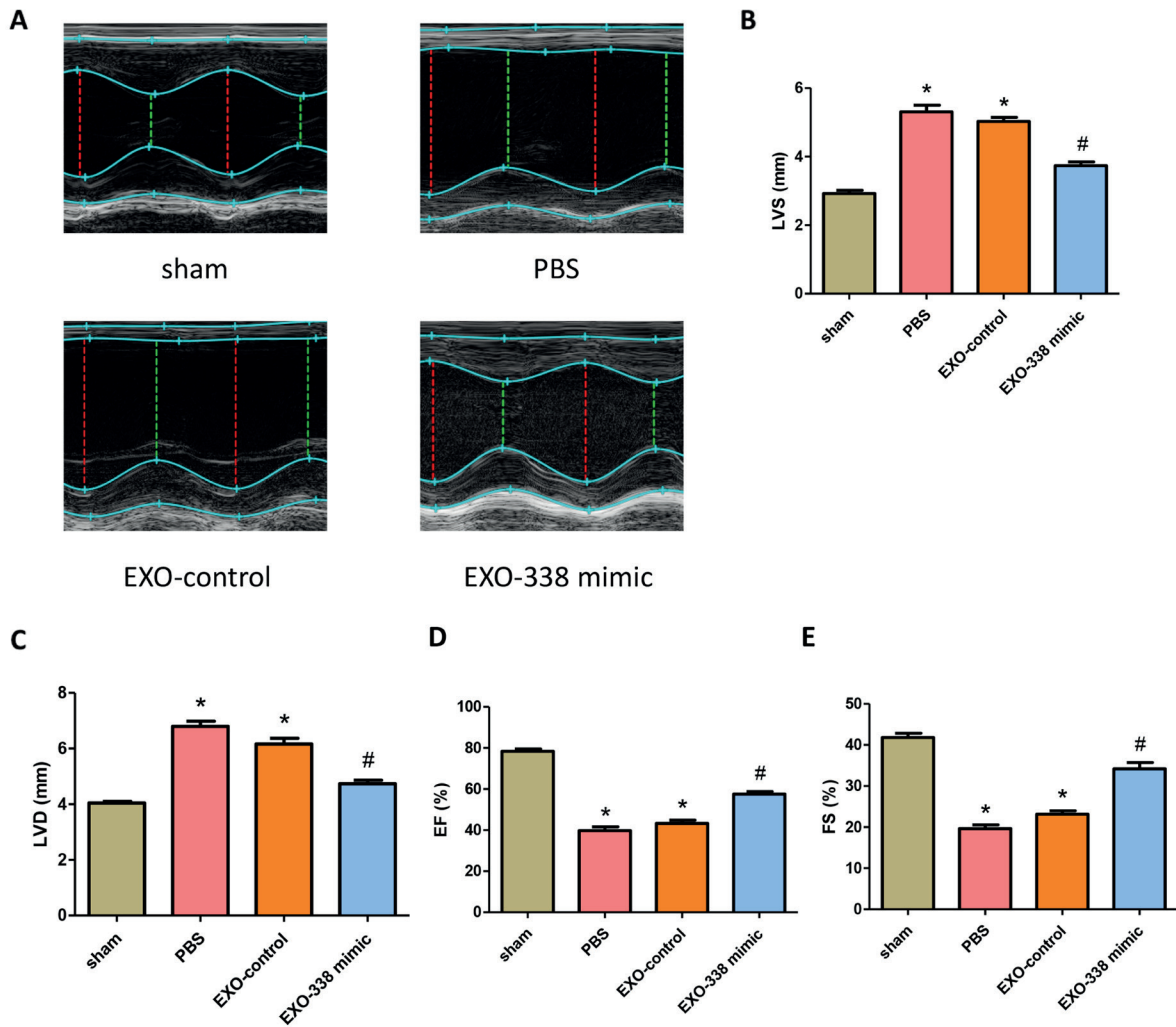 A
sham
PBS
EXO-control
EXO-338 mimic
B
LVS (mm)
6
4
2
0
*
*
#
sham
PBS
EXO-control
EXO-338 mimic
C
LVD (mm)
8
6
4
2
0
*
*
#
sham
PBS
EXO-control
EXO-338 mimic
D
EF (%)
100
80
60
40
20
0
*
*
#
sham
PBS
EXO-control
EXO-338 mimic
E
FS (%)
50
40
30
20
10
0
*
*
#
sham
PBS
EXO-control
EXO-338 mimic